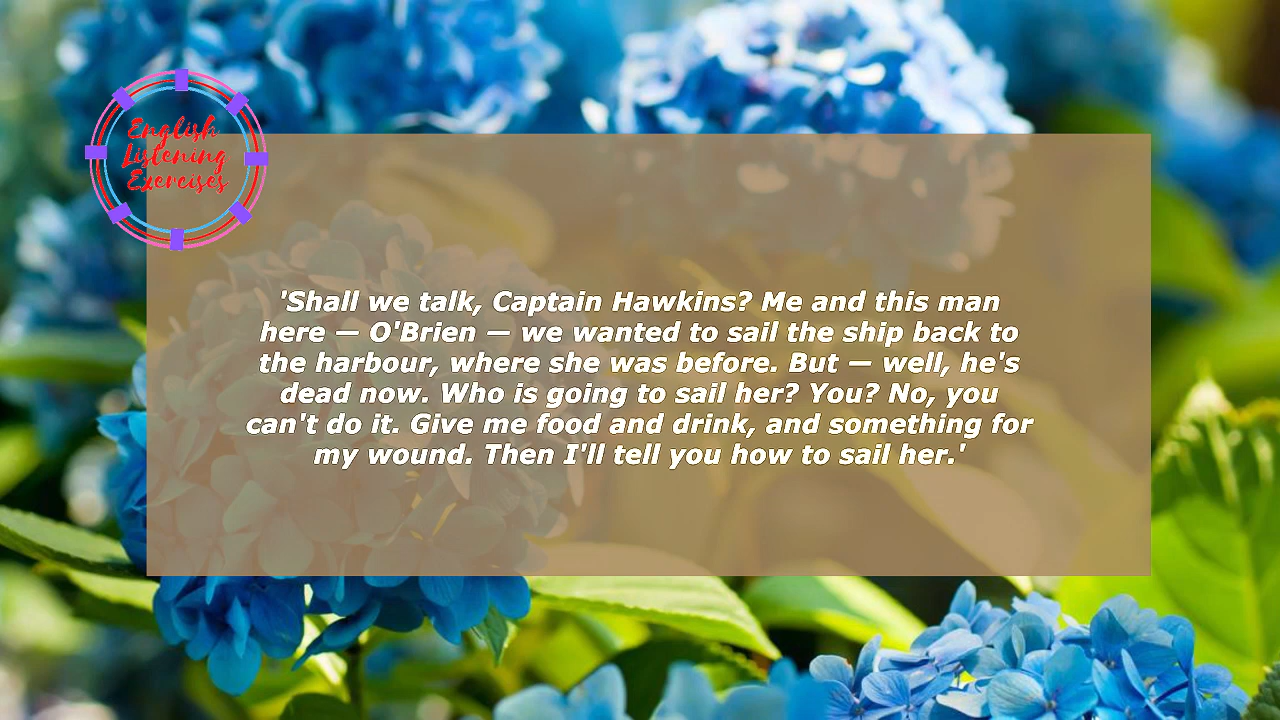 English
Listening
Exercises
'Shall we talk, Captain Hawkins? Me and this man
here — O'Brien — we wanted to sail the ship back to
the harbour, where she was before. But — well, he's
dead now. Who is going to sail her? You? No, you
can't do it. Give me food and drink, and something for
my wound. Then I'll tell you how to sail her.'